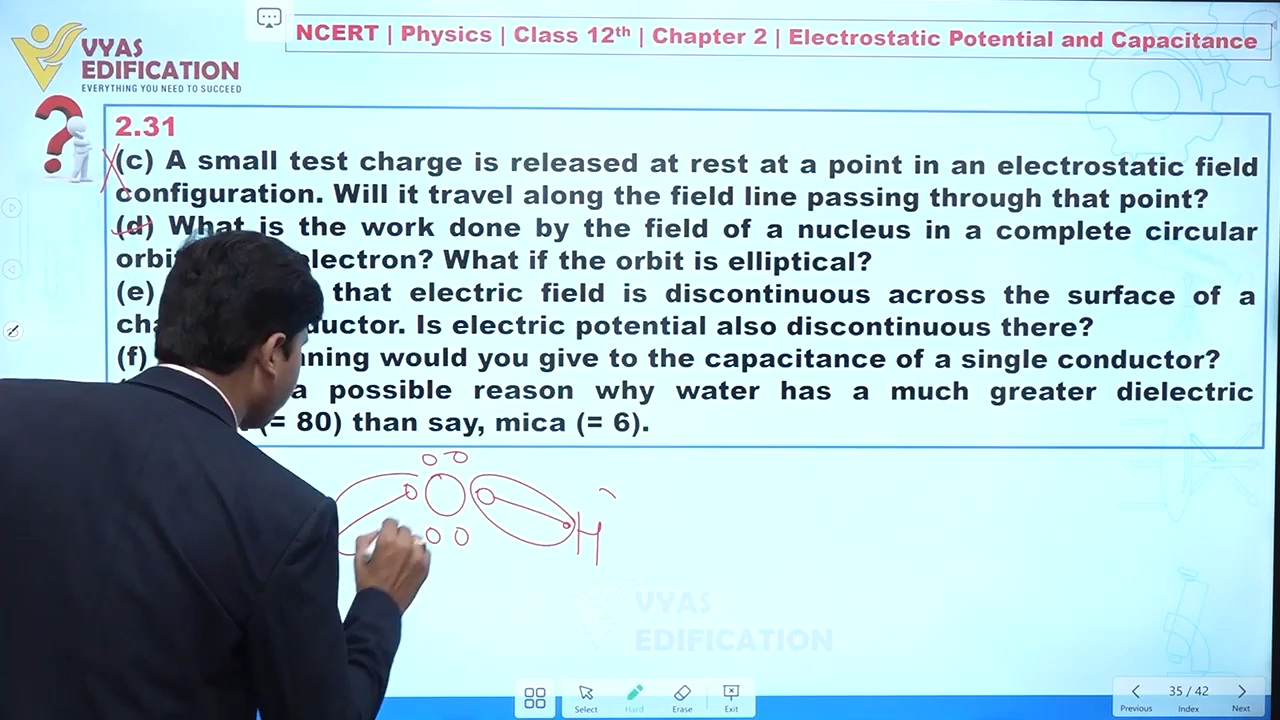 NCERT | Physics | Class 12th | Chapter 2 | Electrostatic Potential and Capacitance
VYAS
EDIFICATION
EVERYTHING YOU NEED TO SUCCEED
2.31
(c) A small test charge is released at rest at a point in an electrostatic field
configuration. Will it travel along the field line passing through that point?
(d) What is the work done by the field of a nucleus in a complete circular
orbi electron? What if the orbit is elliptical?
(e) that electric field is discontinuous across the surface of a
cha ductor. Is electric potential also discontinuous there?
(f) ning would you give to the capacitance of a single conductor?
a possible reason why water has a much greater dielectric
(= 80) than say, mica (= 6).
H
VYAS
EDIFICATION
Select
Hard
Erase
Exit
35 / 42
Previous
Index
Next